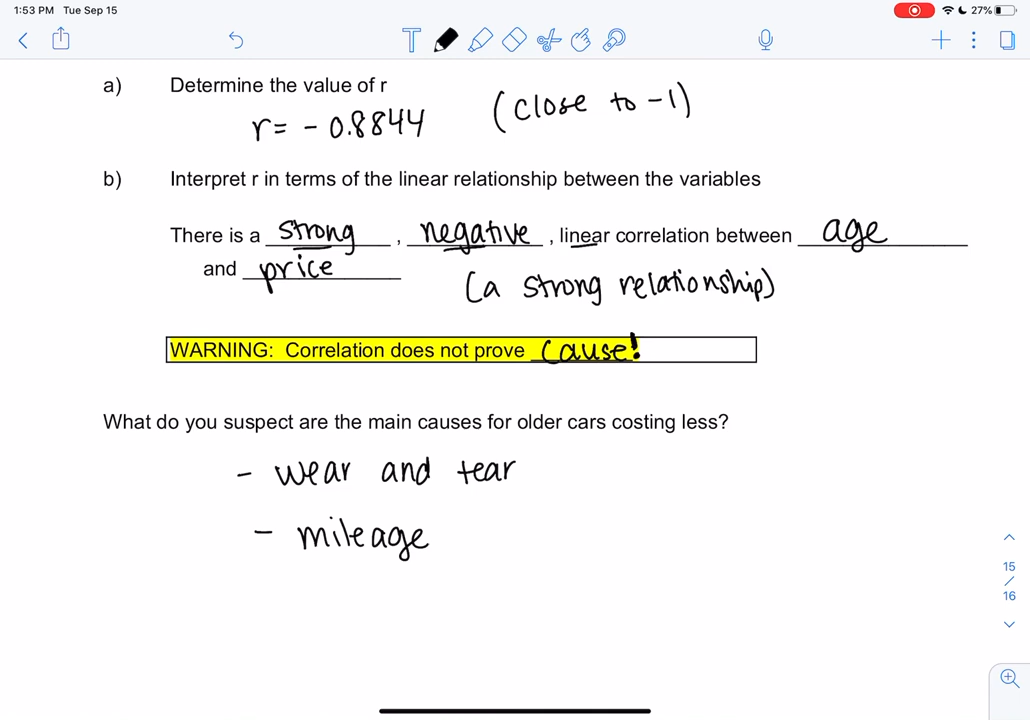 1:53 PM Tue Sep 15
27%
T
a) Determine the value of r
r = - 0.8844 (close to -1)
b) Interpret r in terms of the linear relationship between the variables
There is a strong , negative , linear correlation between age
and price
(a strong relationship)
WARNING: Correlation does not prove cause!
What do you suspect are the main causes for older cars costing less?
- wear and tear
- mileage
15
/
16